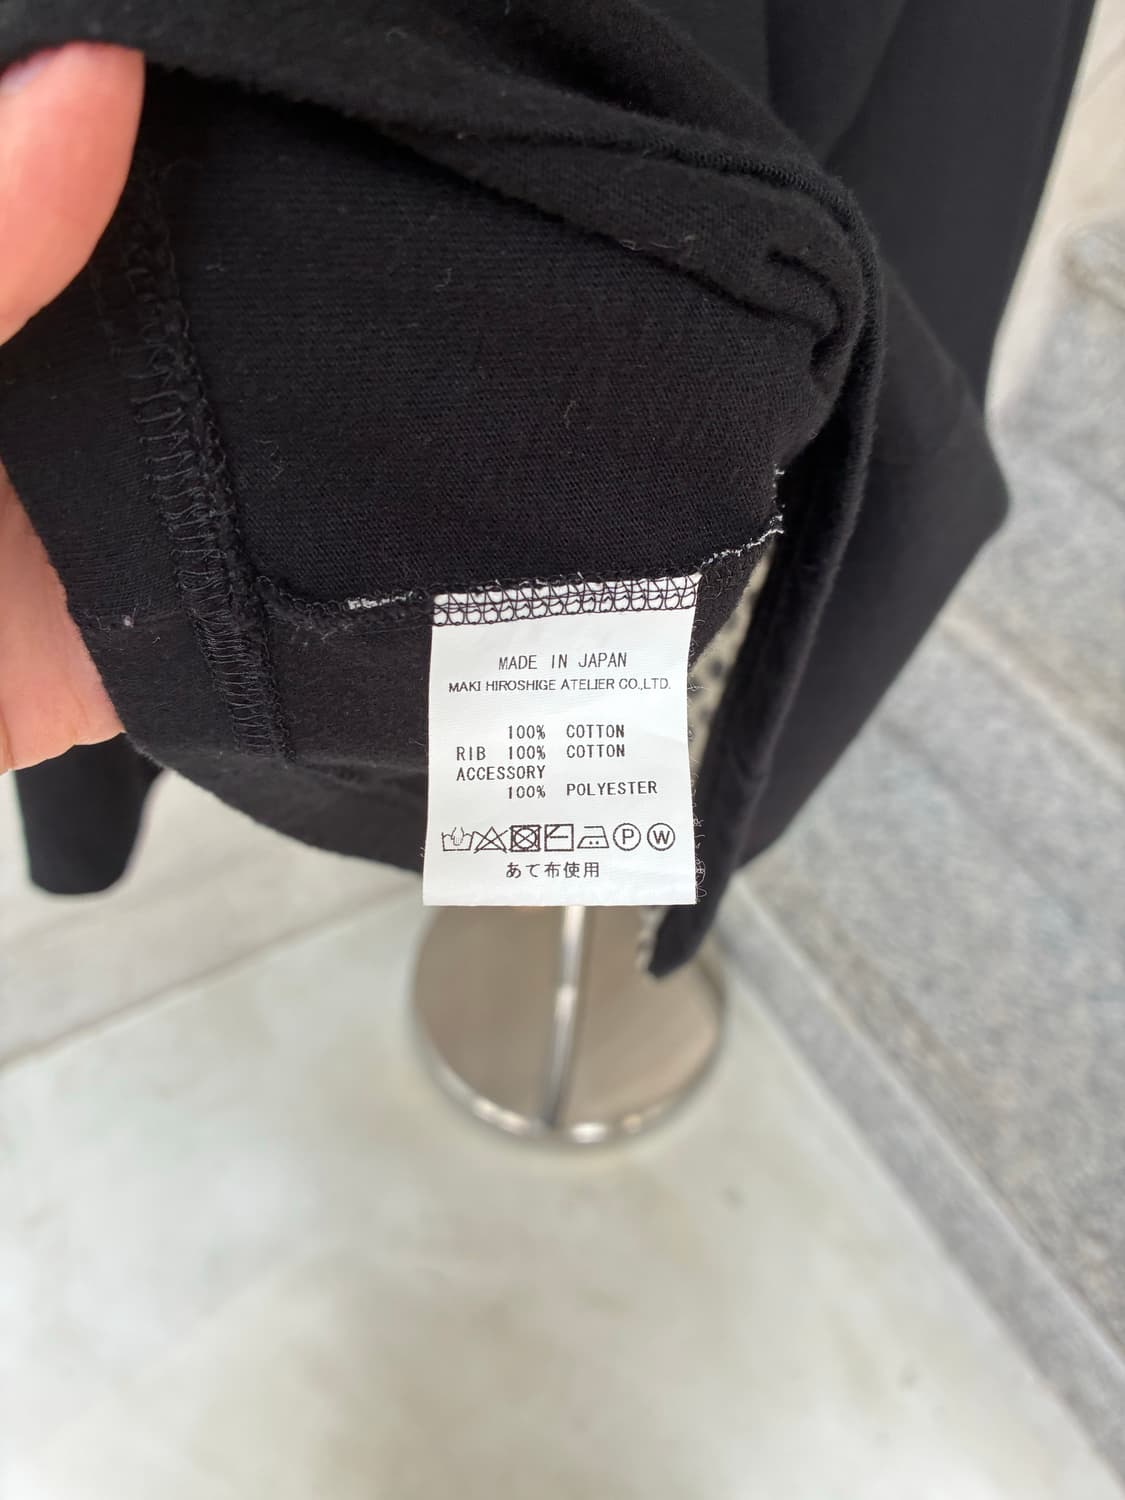 MADE IN JAPAN
MAKI HIROSHIGE ATELIER CO.,LTD.
100% COTTON
RIB 100% COTTON
ACCESSORY
100% POLYESTER
P W
あて布使用